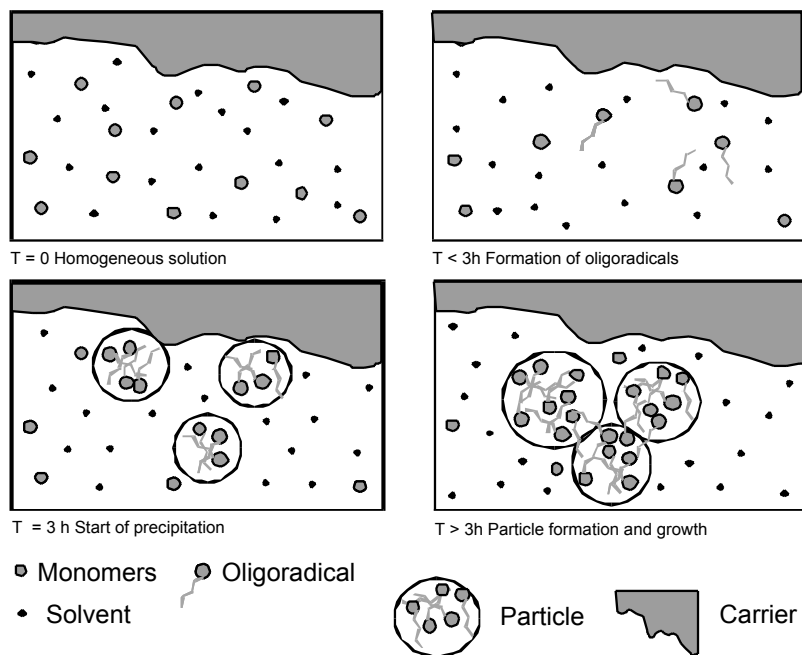 T = 0 Homogeneous solution
T < 3h Formation of oligoradicals
T = 3 h Start of precipitation
T > 3h Particle formation and growth
Monomers
Oligoradical
Solvent
Particle
Carrier